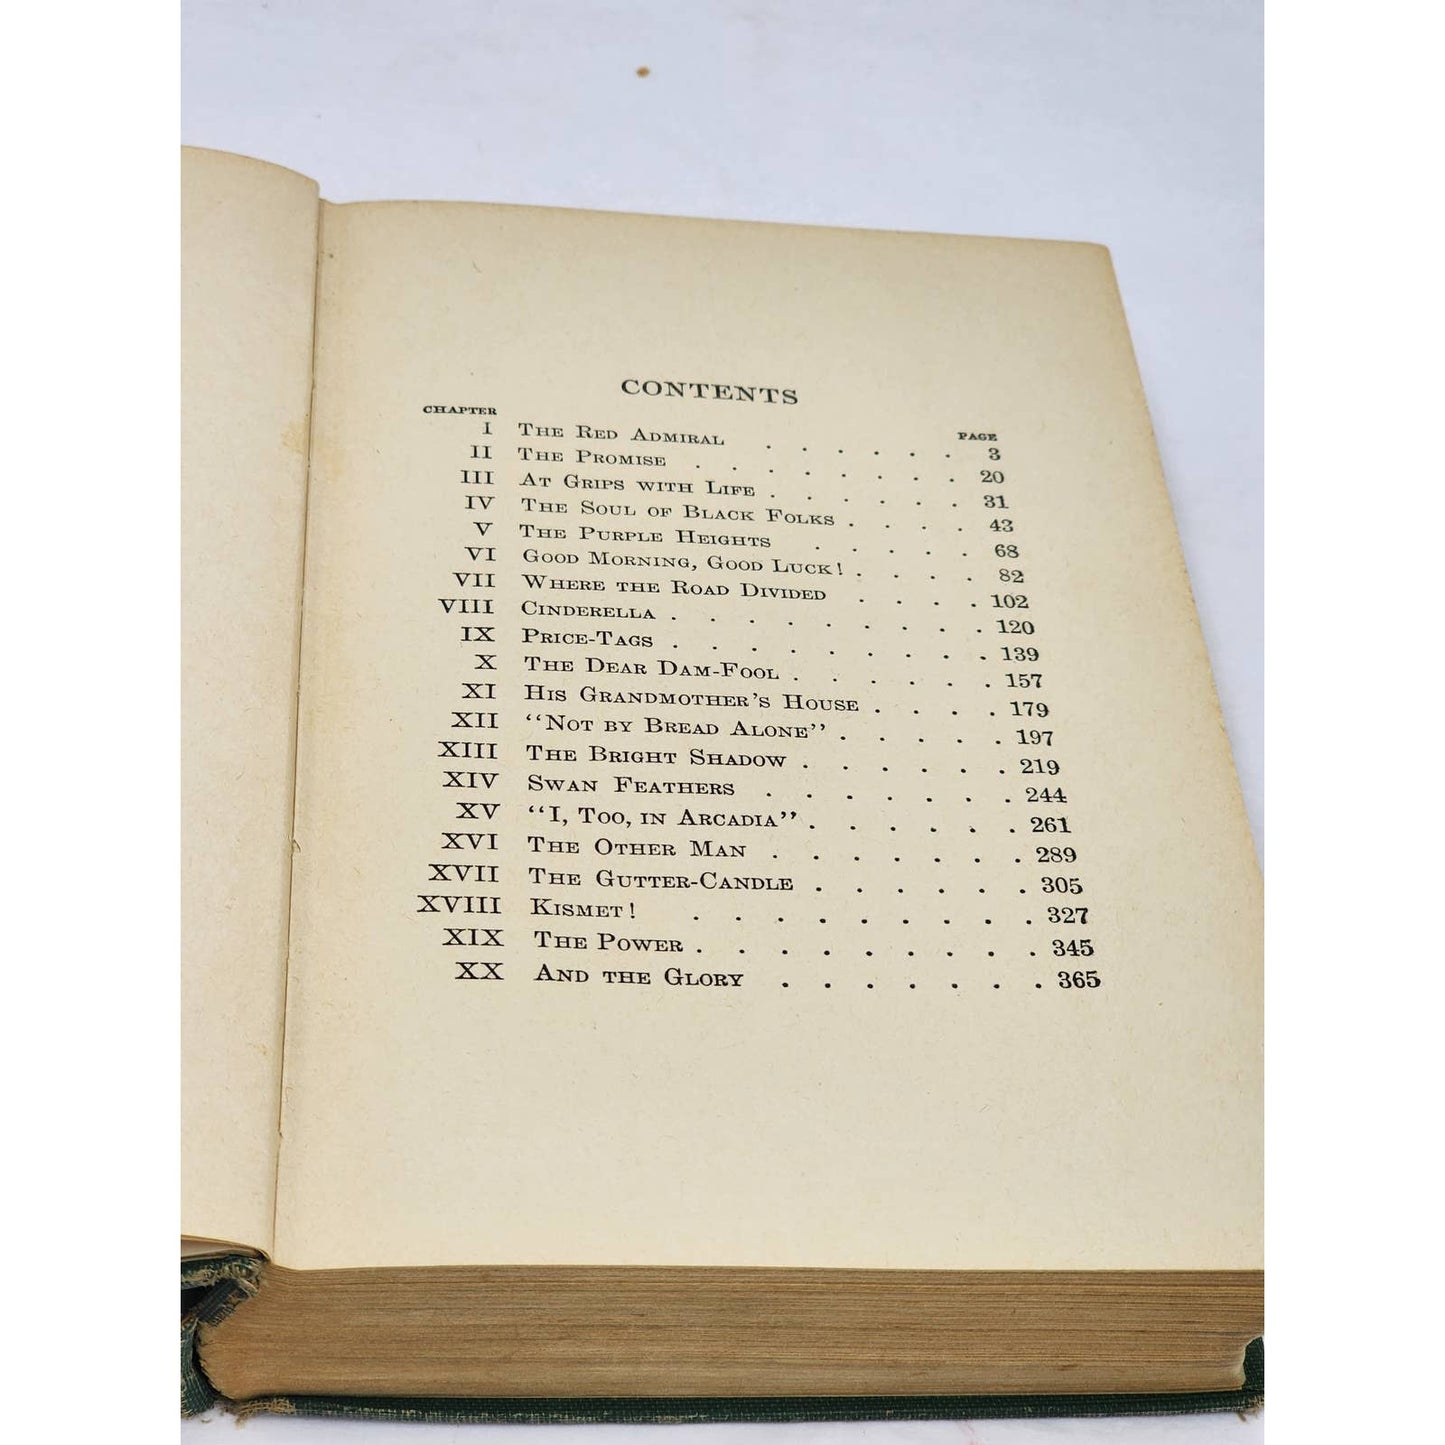 CONTENTS
CHAPTER PAGE
I The Red Admiral . . . . . . 3
II The Promise . . . . . . . . 20
III At Grips with Life . . . . . . 31
IV The Soul of Black Folks . . . . 43
V The Purple Heights . . . . . 68
VI Good Morning, Good Luck! . . . . 82
VII Where the Road Divided . . . . 102
VIII Cinderella . . . . . . . . . 120
IX Price-Tags . . . . . . . . . 139
X The Dear Dam-Fool . . . . . . 157
XI His Grandmother's House . . . . 179
XII "Not by Bread Alone" . . . . . 197
XIII The Bright Shadow . . . . . . 219
XIV Swan Feathers . . . . . . . 244
XV "I, Too, in Arcadia" . . . . . . 261
XVI The Other Man . . . . . . . 289
XVII The Gutter-Candle . . . . . . 305
XVIII Kismet! . . . . . . . . . 327
XIX The Power . . . . . . . . . 345
XX And the Glory . . . . . . . 365